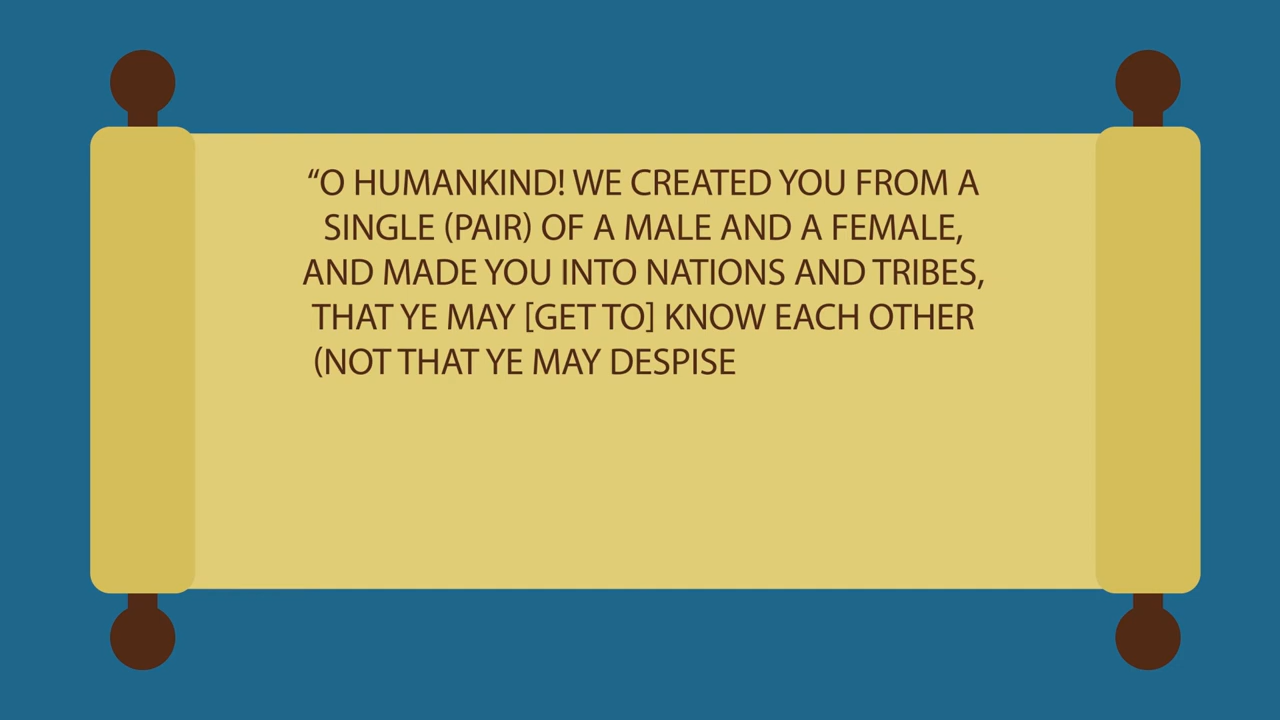 “O HUMANKIND! WE CREATED YOU FROM A
SINGLE (PAIR) OF A MALE AND A FEMALE,
AND MADE YOU INTO NATIONS AND TRIBES,
THAT YE MAY [GET TO] KNOW EACH OTHER
(NOT THAT YE MAY DESPISE